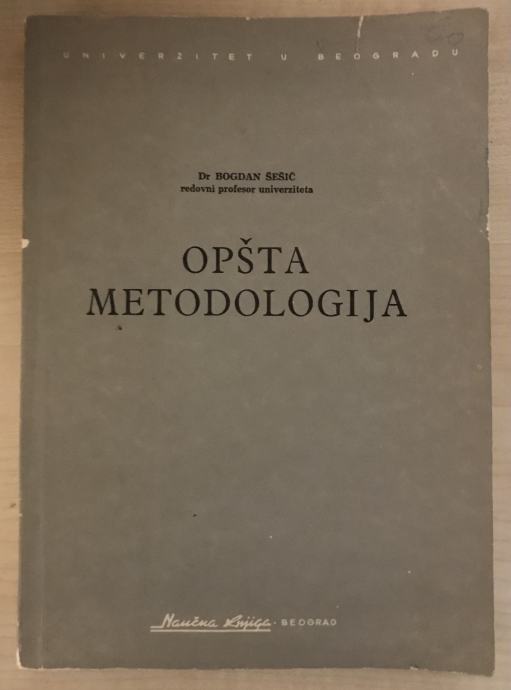 UNIVERZITET U BEOGRADU
Dr BOGDAN ŠEŠIĆ
redovni profesor univerziteta
OPŠTA
METODOLOGIJA
Naučna knjiga · BEOGRAD